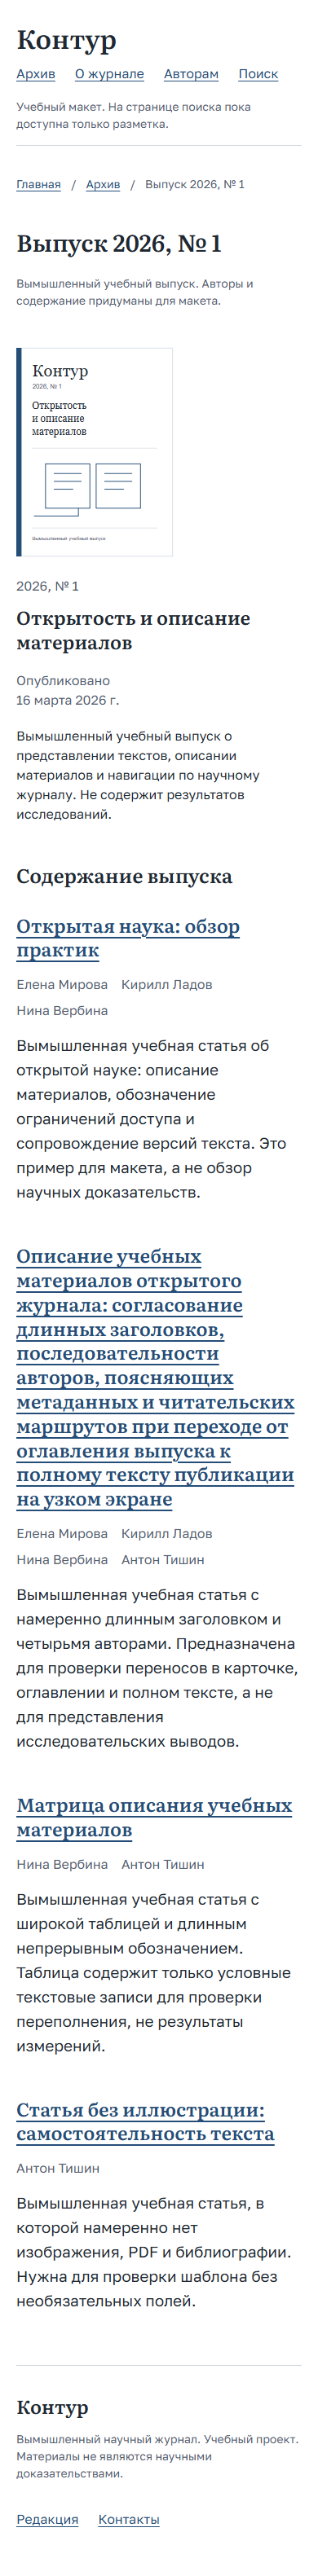 Контур
Архив О журнале Авторам Поиск
Учебный макет. На странице поиска пока
доступна только разметка.
Главная / Архив / Выпуск 2026, № 1
Выпуск 2026, № 1
Вымышленный учебный выпуск. Авторы и
содержание придуманы для макета.
Контур
2026, № 1
Открытость
и описание
материалов
Вымышленный учебный выпуск
2026, № 1
Открытость и описание
материалов
Опубликовано
16 марта 2026 г.
Вымышленный учебный выпуск о
представлении текстов, описании
материалов и навигации по научному
журналу. Не содержит результатов
исследований.
Содержание выпуска
Открытая наука: обзор
практик
Елена Мирова Кирилл Ладов
Нина Вербина
Вымышленная учебная статья об
открытой науке: описание
материалов, обозначение
ограничений доступа и
сопровождение версий текста. Это
пример для макета, а не обзор
научных доказательств.
Описание учебных
материалов открытого
журнала: согласование
длинных заголовков,
последовательности
авторов, поясняющих
метаданных и читательских
маршрутов при переходе от
оглавления выпуска к
полному тексту публикации
на узком экране
Елена Мирова Кирилл Ладов
Нина Вербина Антон Тишин
Вымышленная учебная статья с
намеренно длинным заголовком и
четырьмя авторами. Предназначена
для проверки переносов в карточке,
оглавлении и полном тексте, а не
для представления
исследовательских выводов.
Матрица описания учебных
материалов
Нина Вербина Антон Тишин
Вымышленная учебная статья с
широкой таблицей и длинным
непрерывным обозначением.
Таблица содержит только условные
текстовые записи для проверки
переполнения, не результаты
измерений.
Статья без иллюстрации:
самостоятельность текста
Антон Тишин
Вымышленная учебная статья, в
которой намеренно нет
изображения, PDF и библиографии.
Нужна для проверки шаблона без
необязательных полей.
Контур
Вымышленный научный журнал. Учебный проект.
Материалы не являются научными
доказательствами.
Редакция Контакты